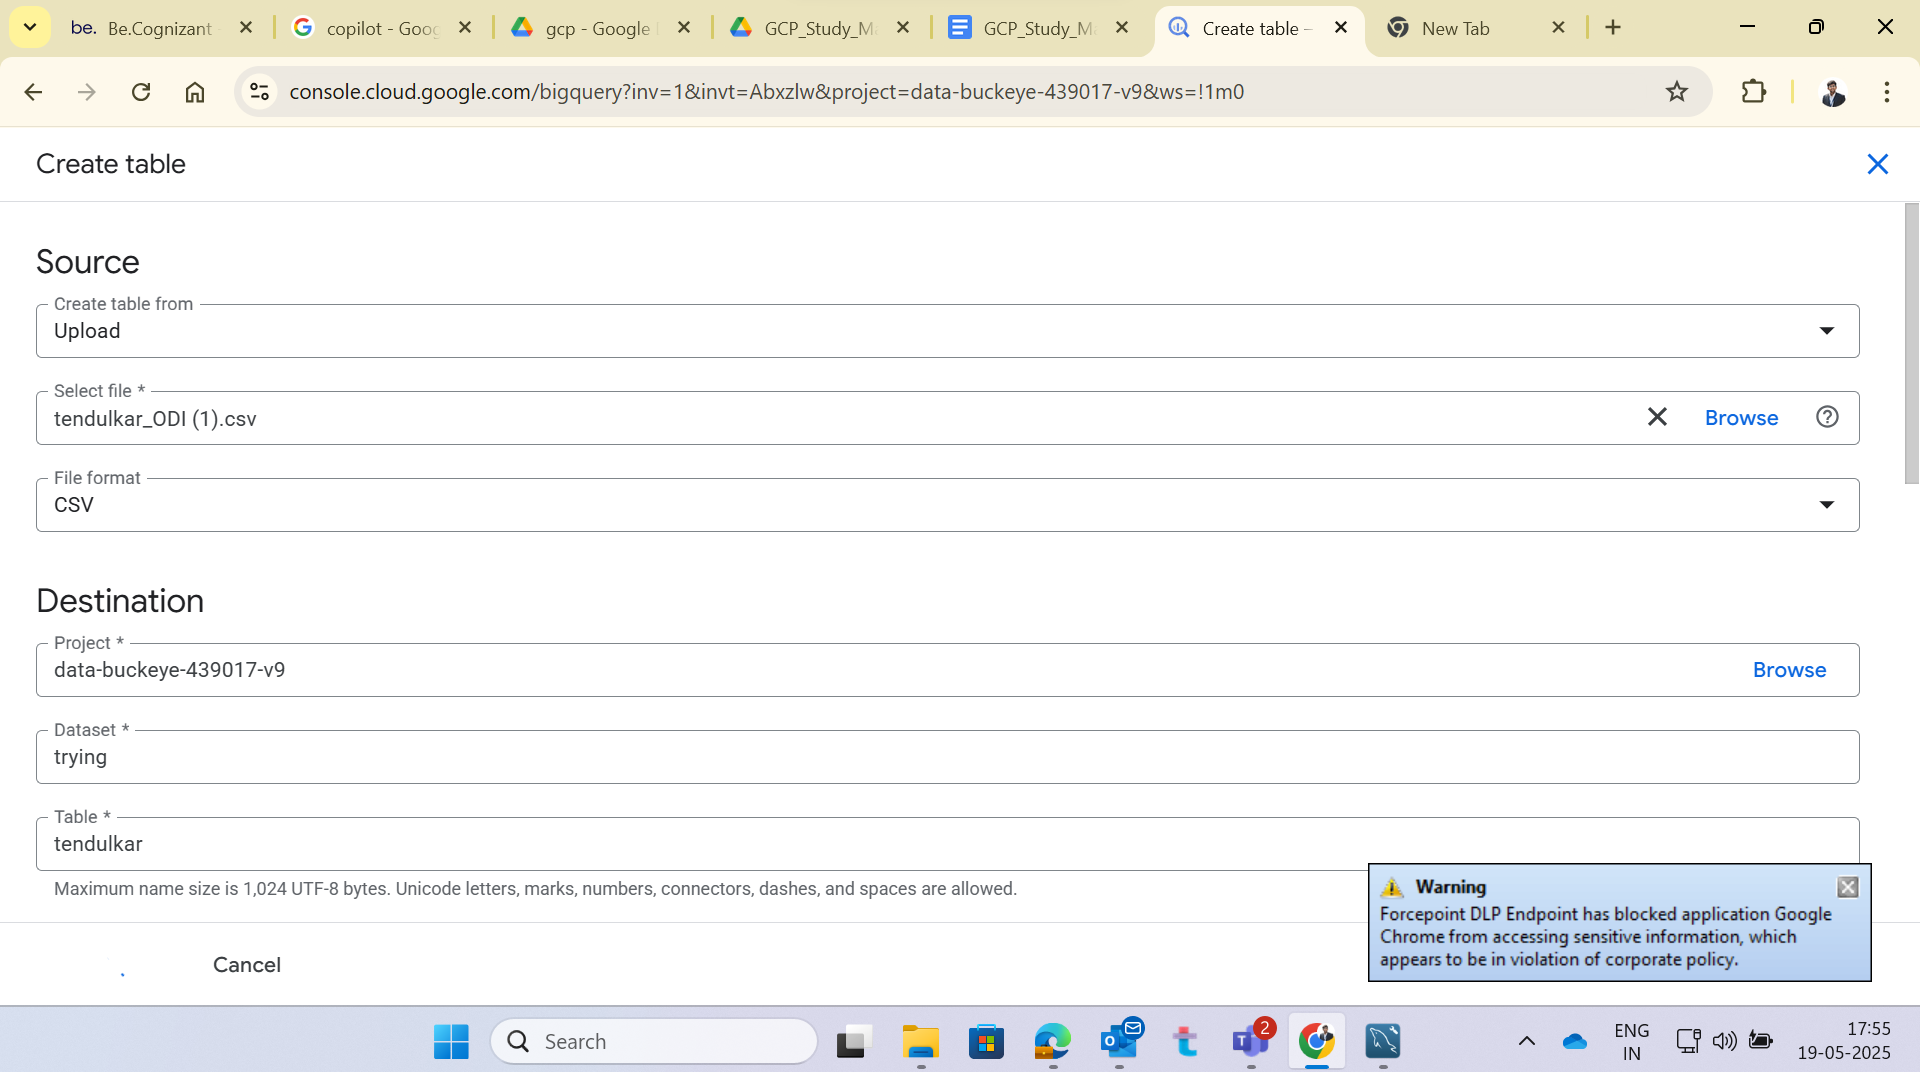 be. Be.Cognizant
copilot - Goog
gcp - Google
GCP_Study_Ma
GCP_Study_Ma
Create table –
New Tab
console.cloud.google.com/bigquery?inv=1&invt=Abxzlw&project=data-buckeye-439017-v9&ws=!1m0
Create table
Source
Create table from
Upload
Select file *
tendulkar_ODI (1).csv
Browse
File format
CSV
Destination
Project *
data-buckeye-439017-v9
Browse
Dataset *
trying
Table *
tendulkar
Maximum name size is 1,024 UTF-8 bytes. Unicode letters, marks, numbers, connectors, dashes, and spaces are allowed.
Warning
Forcepoint DLP Endpoint has blocked application Google
Chrome from accessing sensitive information, which
appears to be in violation of corporate policy.
Cancel
Search
2
ENG
IN
17:55
19-05-2025